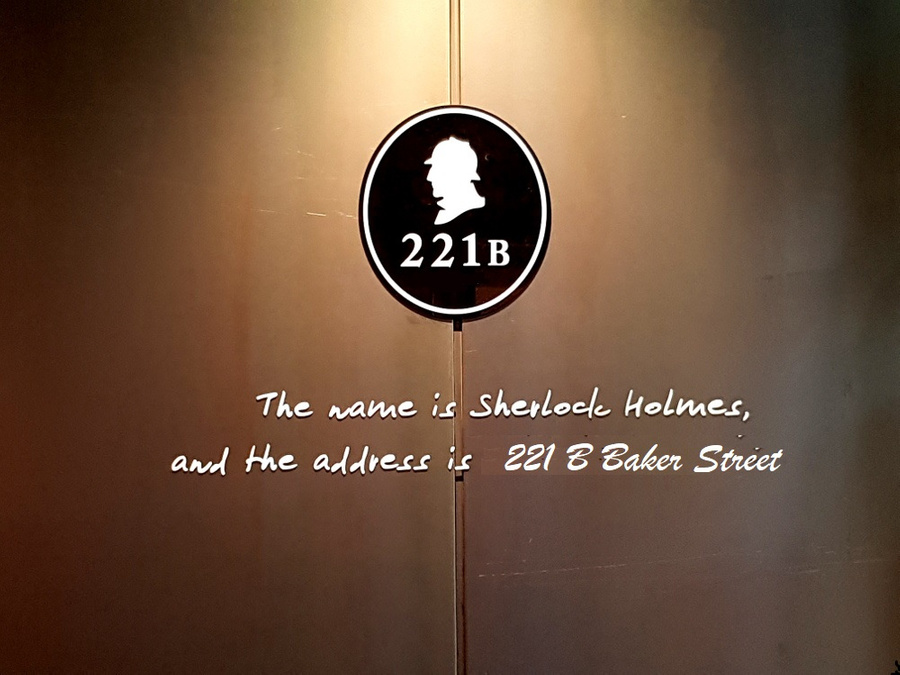 221B
The name is Sherlock Holmes,
and the address is 221 B Baker Street